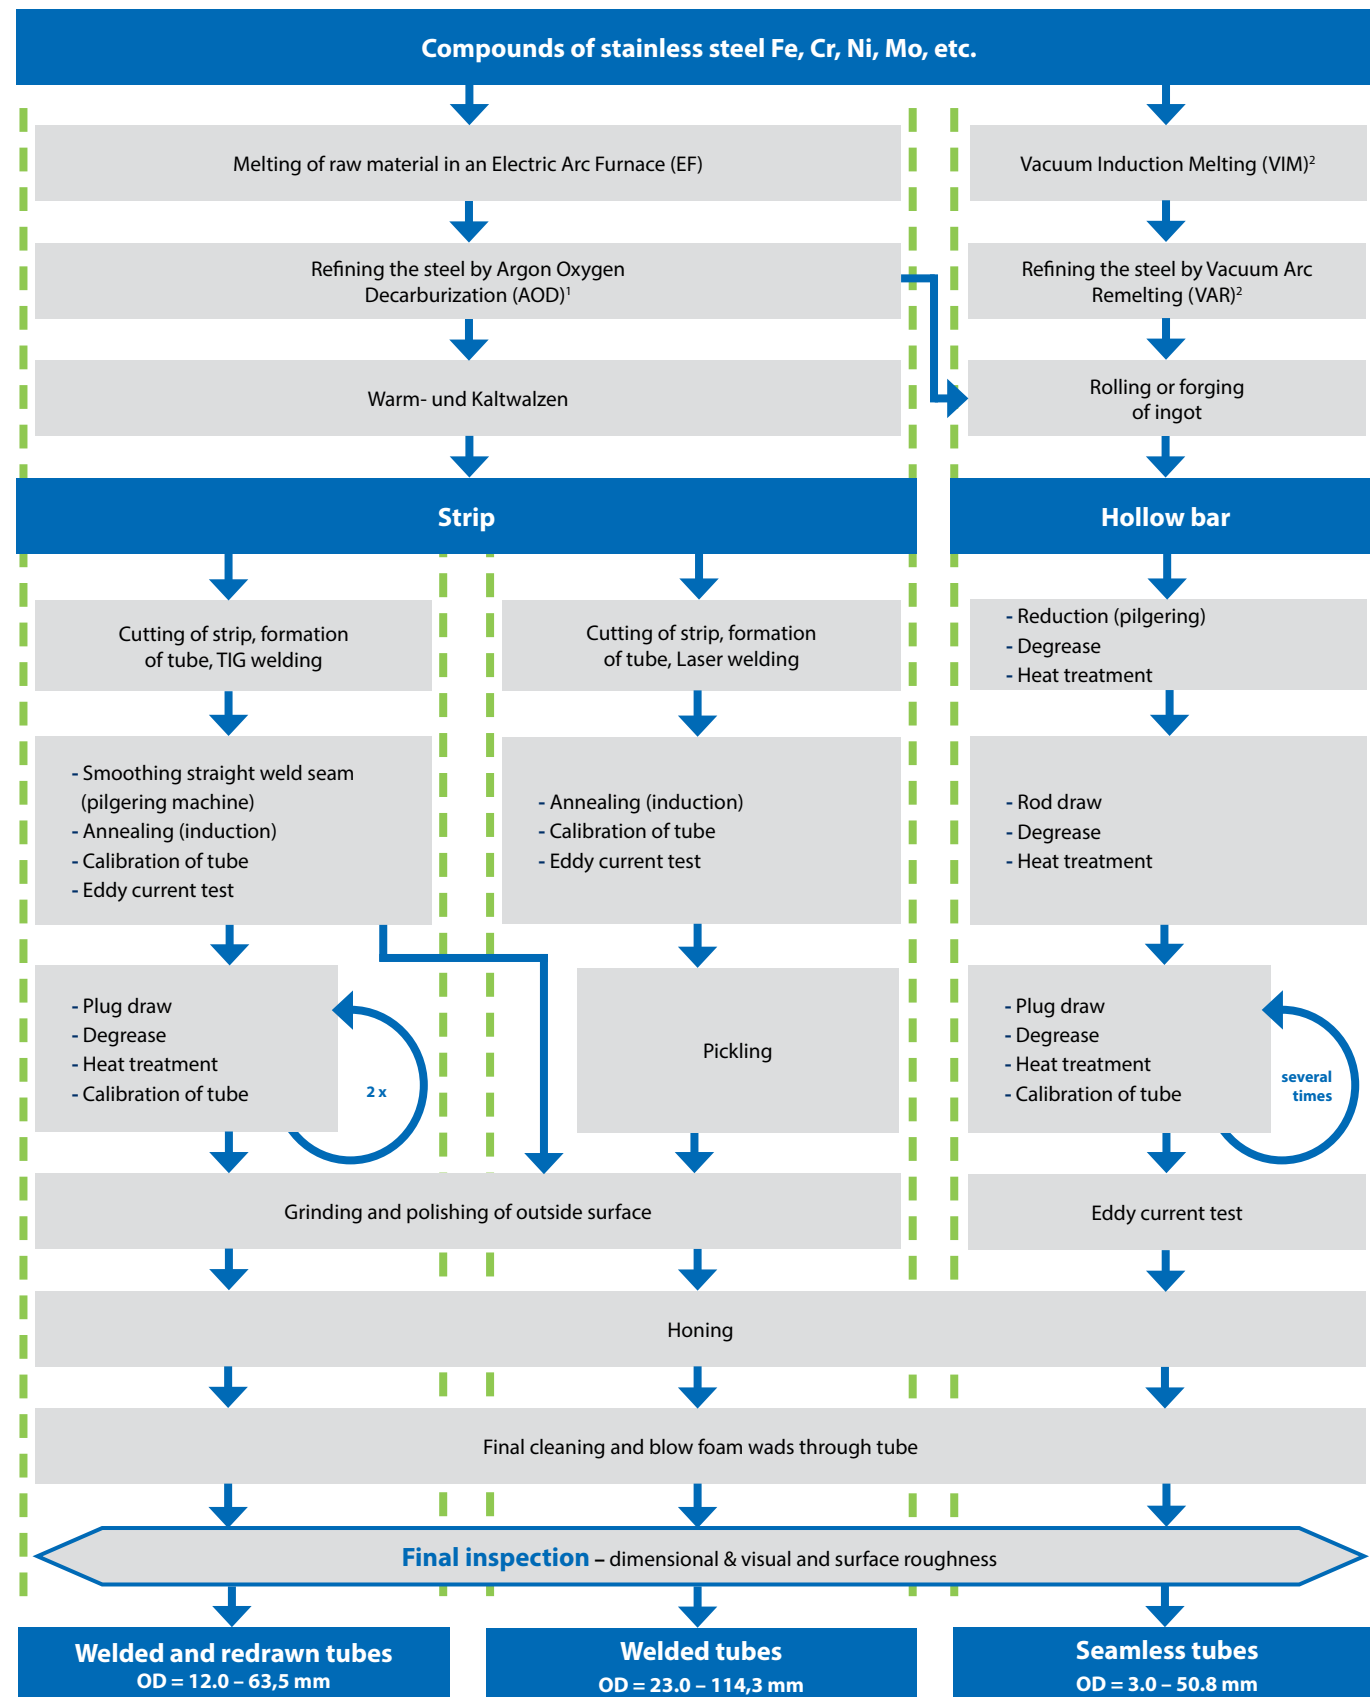 Compounds of stainless steel Fe, Cr, Ni, Mo, etc.
Melting of raw material in an Electric Arc Furnace (EF)
Vacuum Induction Melting (VIM)²
Refining the steel by Argon Oxygen
Decarburization (AOD)¹
Refining the steel by Vacuum Arc
Remelting (VAR)²
Warm- und Kaltwalzen
Rolling or forging
of ingot
Strip
Hollow bar
Cutting of strip, formation
of tube, TIG welding
Cutting of strip, formation
of tube, Laser welding
- Reduction (pilgering)
- Degrease
- Heat treatment
- Smoothing straight weld seam
(pilgering machine)
- Annealing (induction)
- Calibration of tube
- Eddy current test
- Annealing (induction)
- Calibration of tube
- Eddy current test
- Rod draw
- Degrease
- Heat treatment
- Plug draw
- Degrease
- Heat treatment
- Calibration of tube
2 x
Pickling
- Plug draw
- Degrease
- Heat treatment
- Calibration of tube
several
times
Grinding and polishing of outside surface
Eddy current test
Honing
Final cleaning and blow foam wads through tube
Final inspection – dimensional & visual and surface roughness
Welded and redrawn tubes
OD = 12.0 – 63,5 mm
Welded tubes
OD = 23.0 – 114,3 mm
Seamless tubes
OD = 3.0 – 50.8 mm